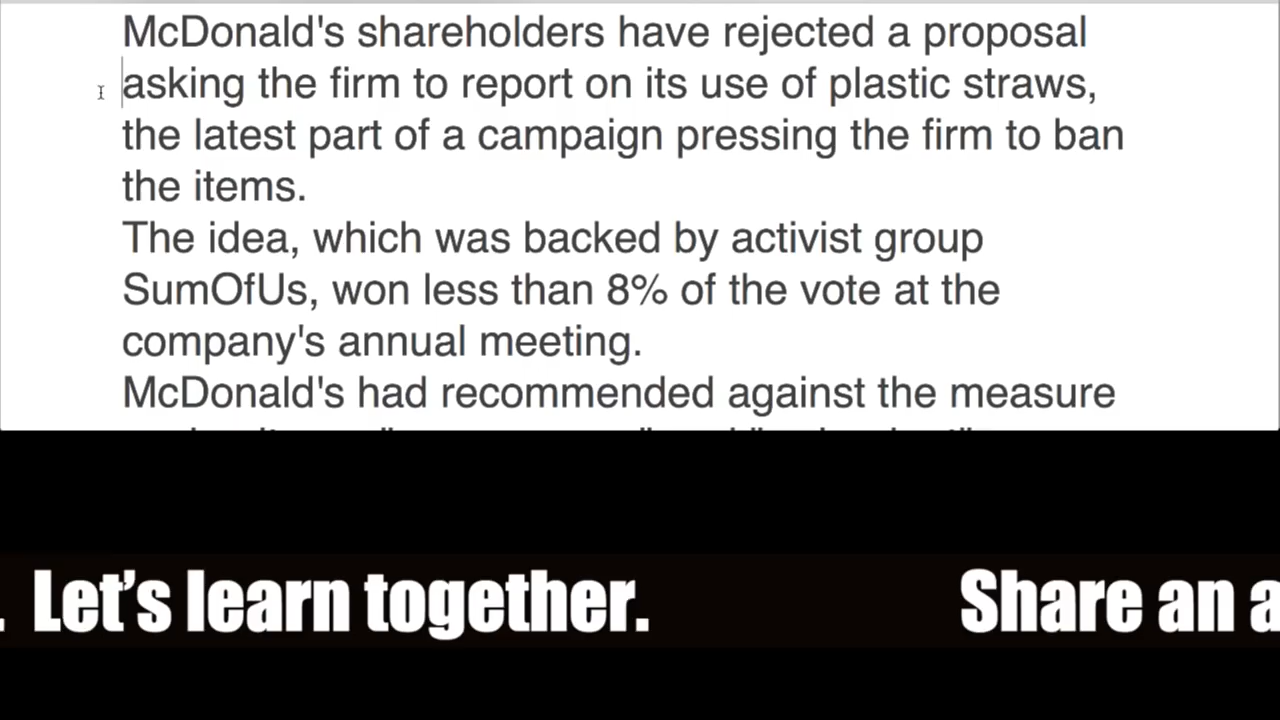 McDonald's shareholders have rejected a proposal
asking the firm to report on its use of plastic straws,
the latest part of a campaign pressing the firm to ban
the items.
The idea, which was backed by activist group
SumOfUs, won less than 8% of the vote at the
company's annual meeting.
McDonald's had recommended against the measure
. Let's learn together. Share an a